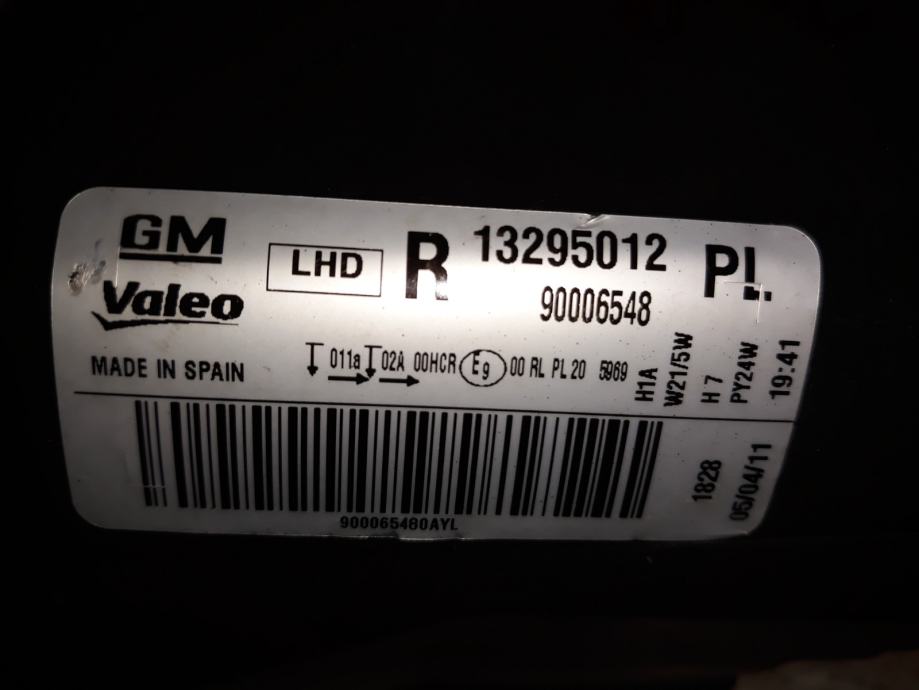 GM
Valeo
LHD
R
13295012
90006548
PL
MADE IN SPAIN
011a 02A 00HCR E9 00 RL PL 20 5969
H1A
W21/5W
H7
PY24W
19:41
1828
05/04/11
900065480AYL